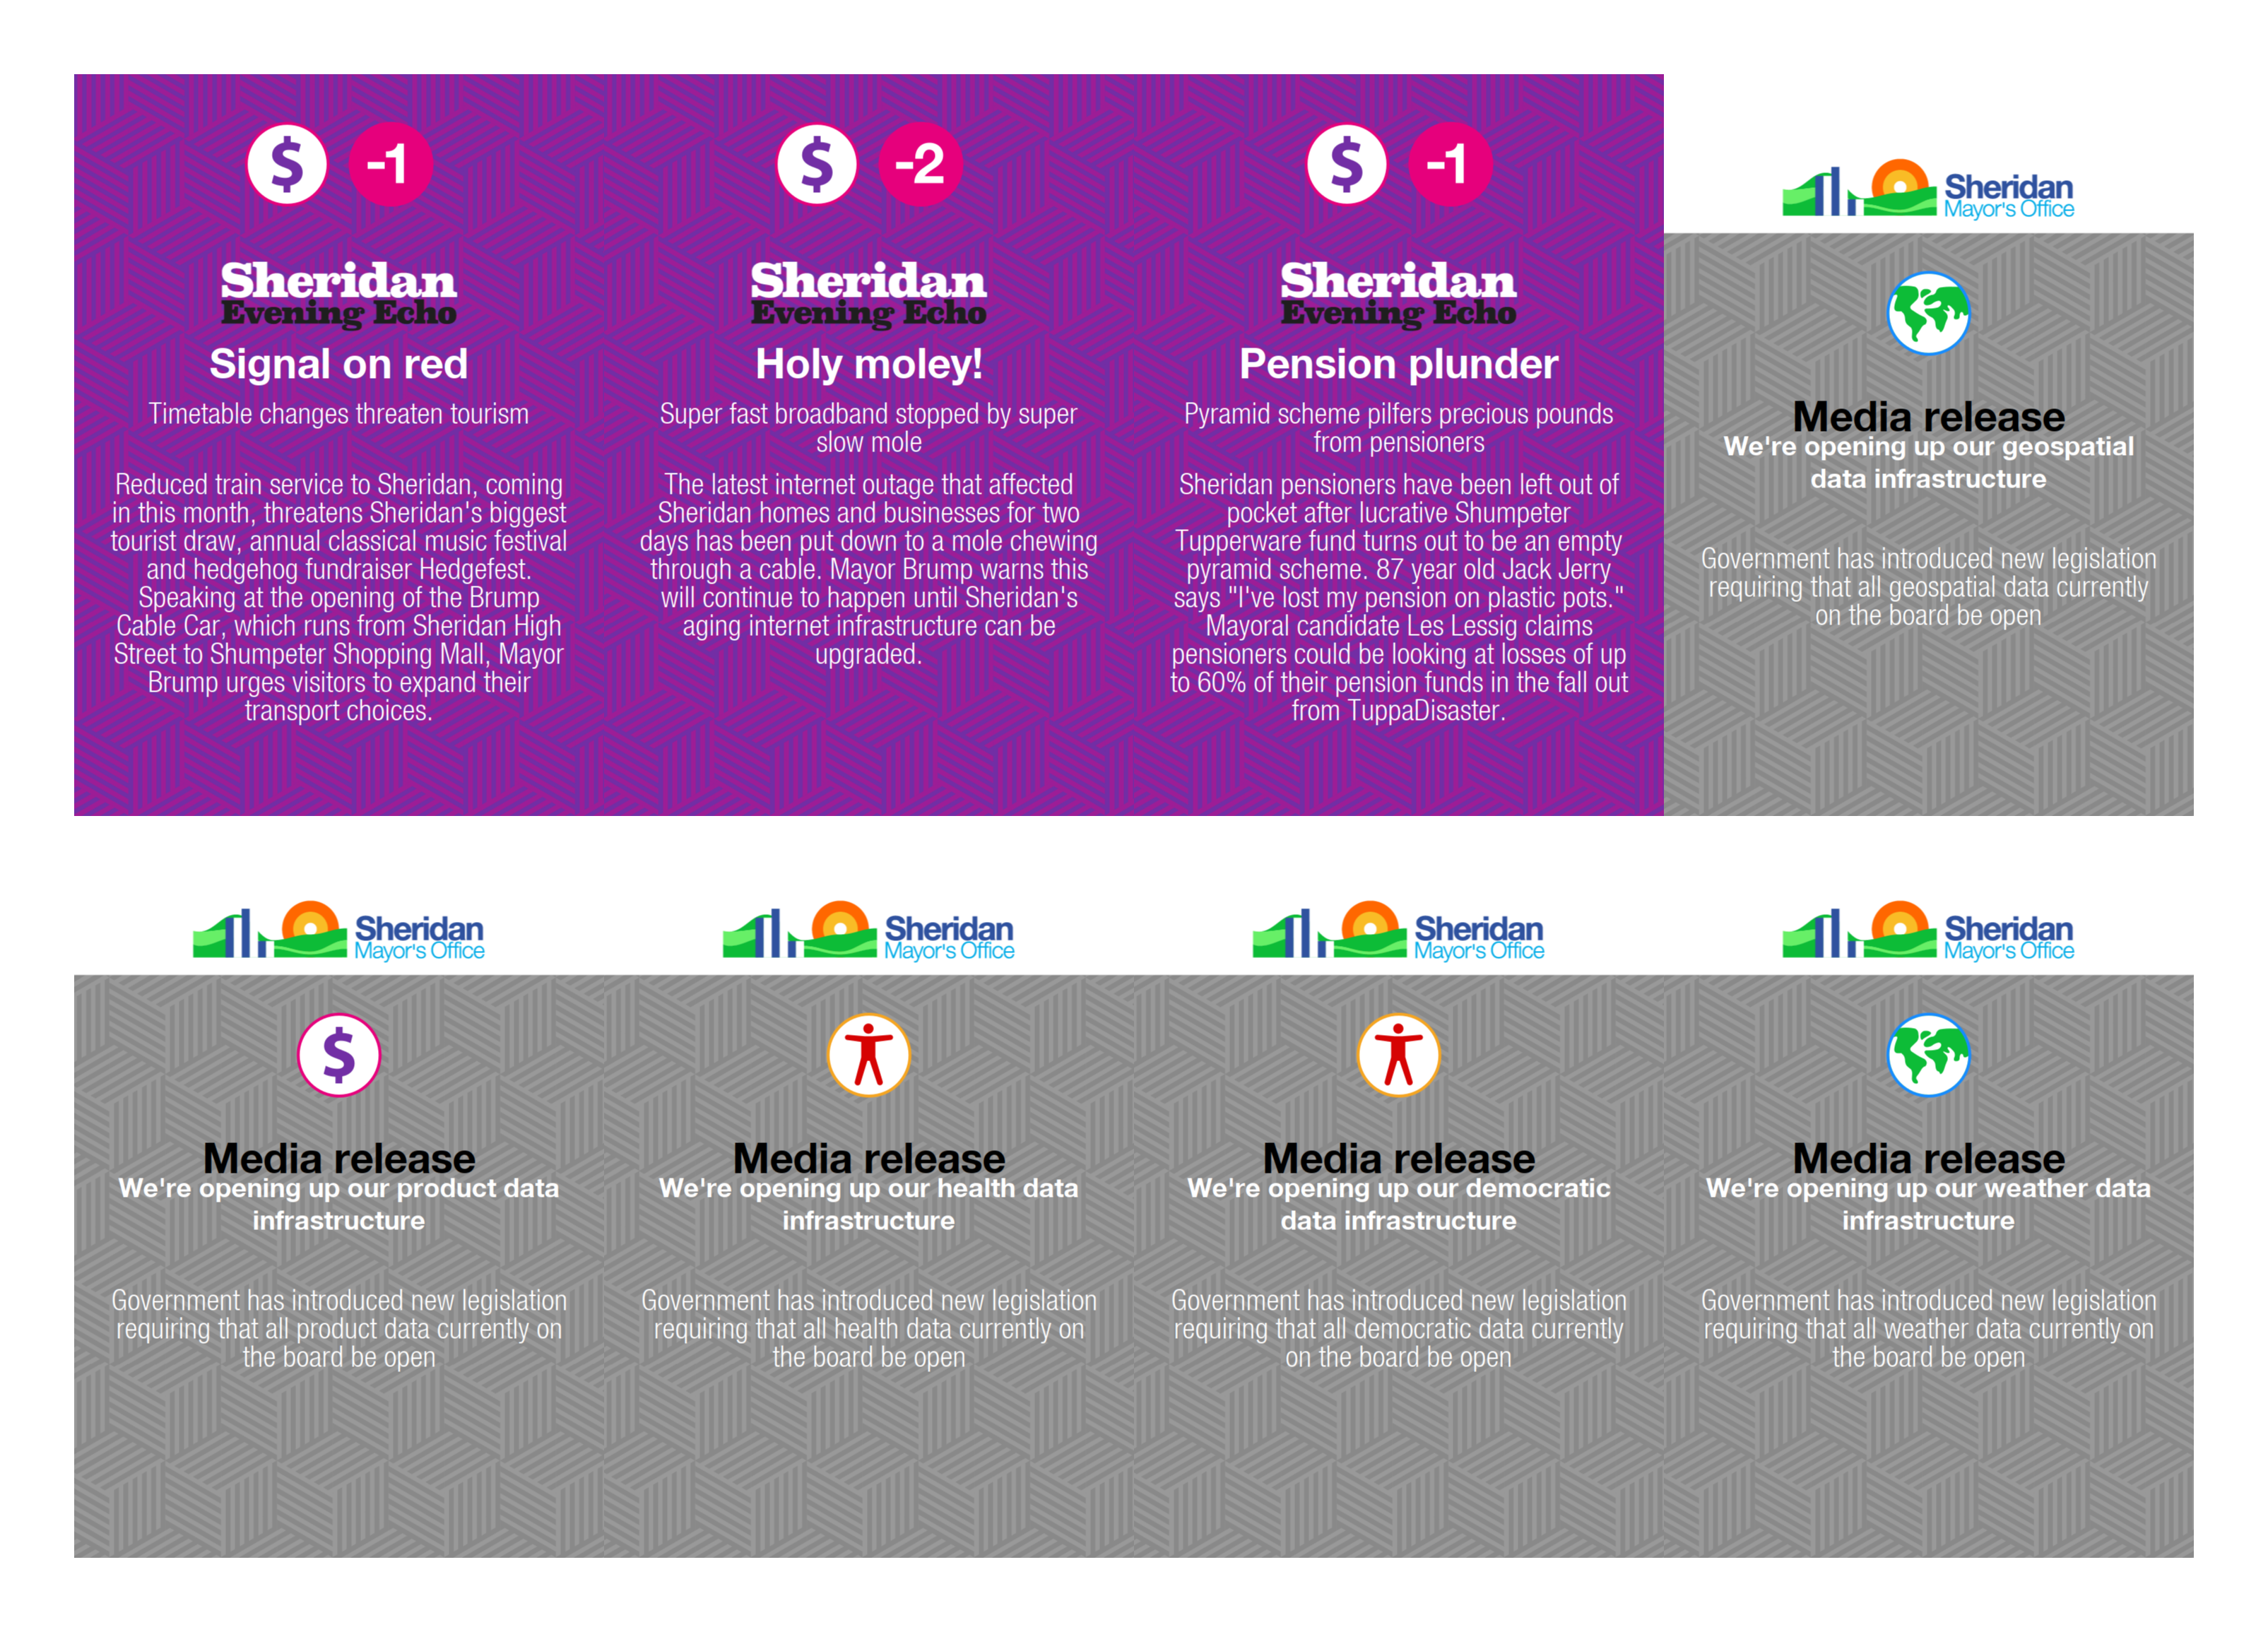 $ -1
Sheridan
Evening Echo
Signal on red
Timetable changes threaten tourism
Reduced train service to Sheridan, coming
in this month, threatens Sheridan's biggest
tourist draw, annual classical music festival
and hedgehog fundraiser Hedgefest.
Speaking at the opening of the Brump
Cable Car, which runs from Sheridan High
Street to Shumpeter Shopping Mall, Mayor
Brump urges visitors to expand their
transport choices.
$ -2
Sheridan
Evening Echo
Holy moley!
Super fast broadband stopped by super
slow mole
The latest internet outage that affected
Sheridan homes and businesses for two
days has been put down to a mole chewing
through a cable. Mayor Brump warns this
will continue to happen until Sheridan's
aging internet infrastructure can be
upgraded.
$ -1
Sheridan
Evening Echo
Pension plunder
Pyramid scheme pilfers precious pounds
from pensioners
Sheridan pensioners have been left out of
pocket after lucrative Shumpeter
Tupperware fund turns out to be an empty
pyramid scheme. 87 year old Jack Jerry
says "I've lost my pension on plastic pots."
Mayoral candidate Les Lessig claims
pensioners could be looking at losses of up
to 60% of their pension funds in the fall out
from TuppaDisaster.
Sheridan
Mayor's Office
Media release
We're opening up our geospatial
data infrastructure
Government has introduced new legislation
requiring that all geospatial data currently
on the board be open
Sheridan
Mayor's Office
$
Media release
We're opening up our product data
infrastructure
Government has introduced new legislation
requiring that all product data currently on
the board be open
Sheridan
Mayor's Office
Media release
We're opening up our health data
infrastructure
Government has introduced new legislation
requiring that all health data currently on
the board be open
Sheridan
Mayor's Office
Media release
We're opening up our democratic
data infrastructure
Government has introduced new legislation
requiring that all democratic data currently
on the board be open
Sheridan
Mayor's Office
Media release
We're opening up our weather data
infrastructure
Government has introduced new legislation
requiring that all weather data currently on
the board be open